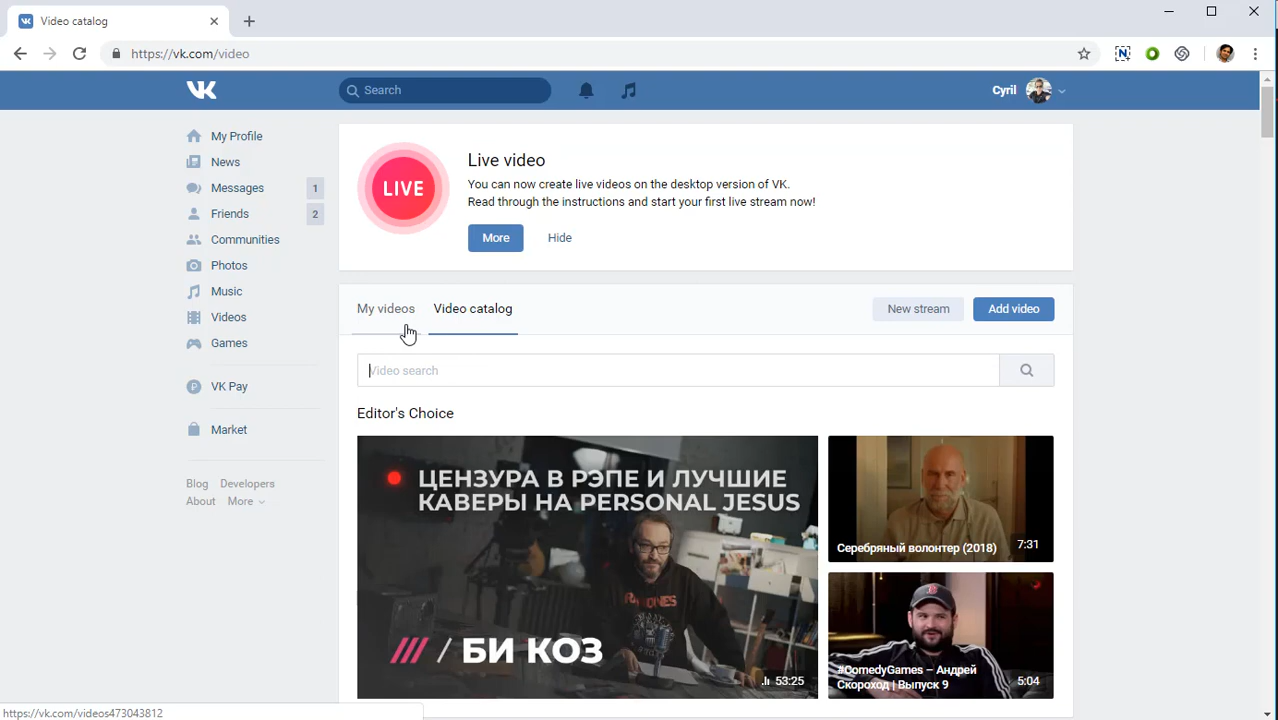 Video catalog
https://vk.com/video
Search
Cyril
My Profile
News
Messages 1
Friends 2
Communities
Photos
Music
Videos
Games
VK Pay
Market
Blog Developers
About More
LIVE
Live video
You can now create live videos on the desktop version of VK.
Read through the instructions and start your first live stream now!
More Hide
My videos Video catalog New stream Add video
Video search
Editor's Choice
ЦЕНЗУРА В РЭПЕ И ЛУЧШИЕ
КАВЕРЫ НА PERSONAL JESUS
RAMONES
/// / БИ КОЗ
53:25
Серебряный волонтер (2018) 7:31
#ComedyGames – Андрей
Скороход | Выпуск 9 5:04
https://vk.com/videos473043812